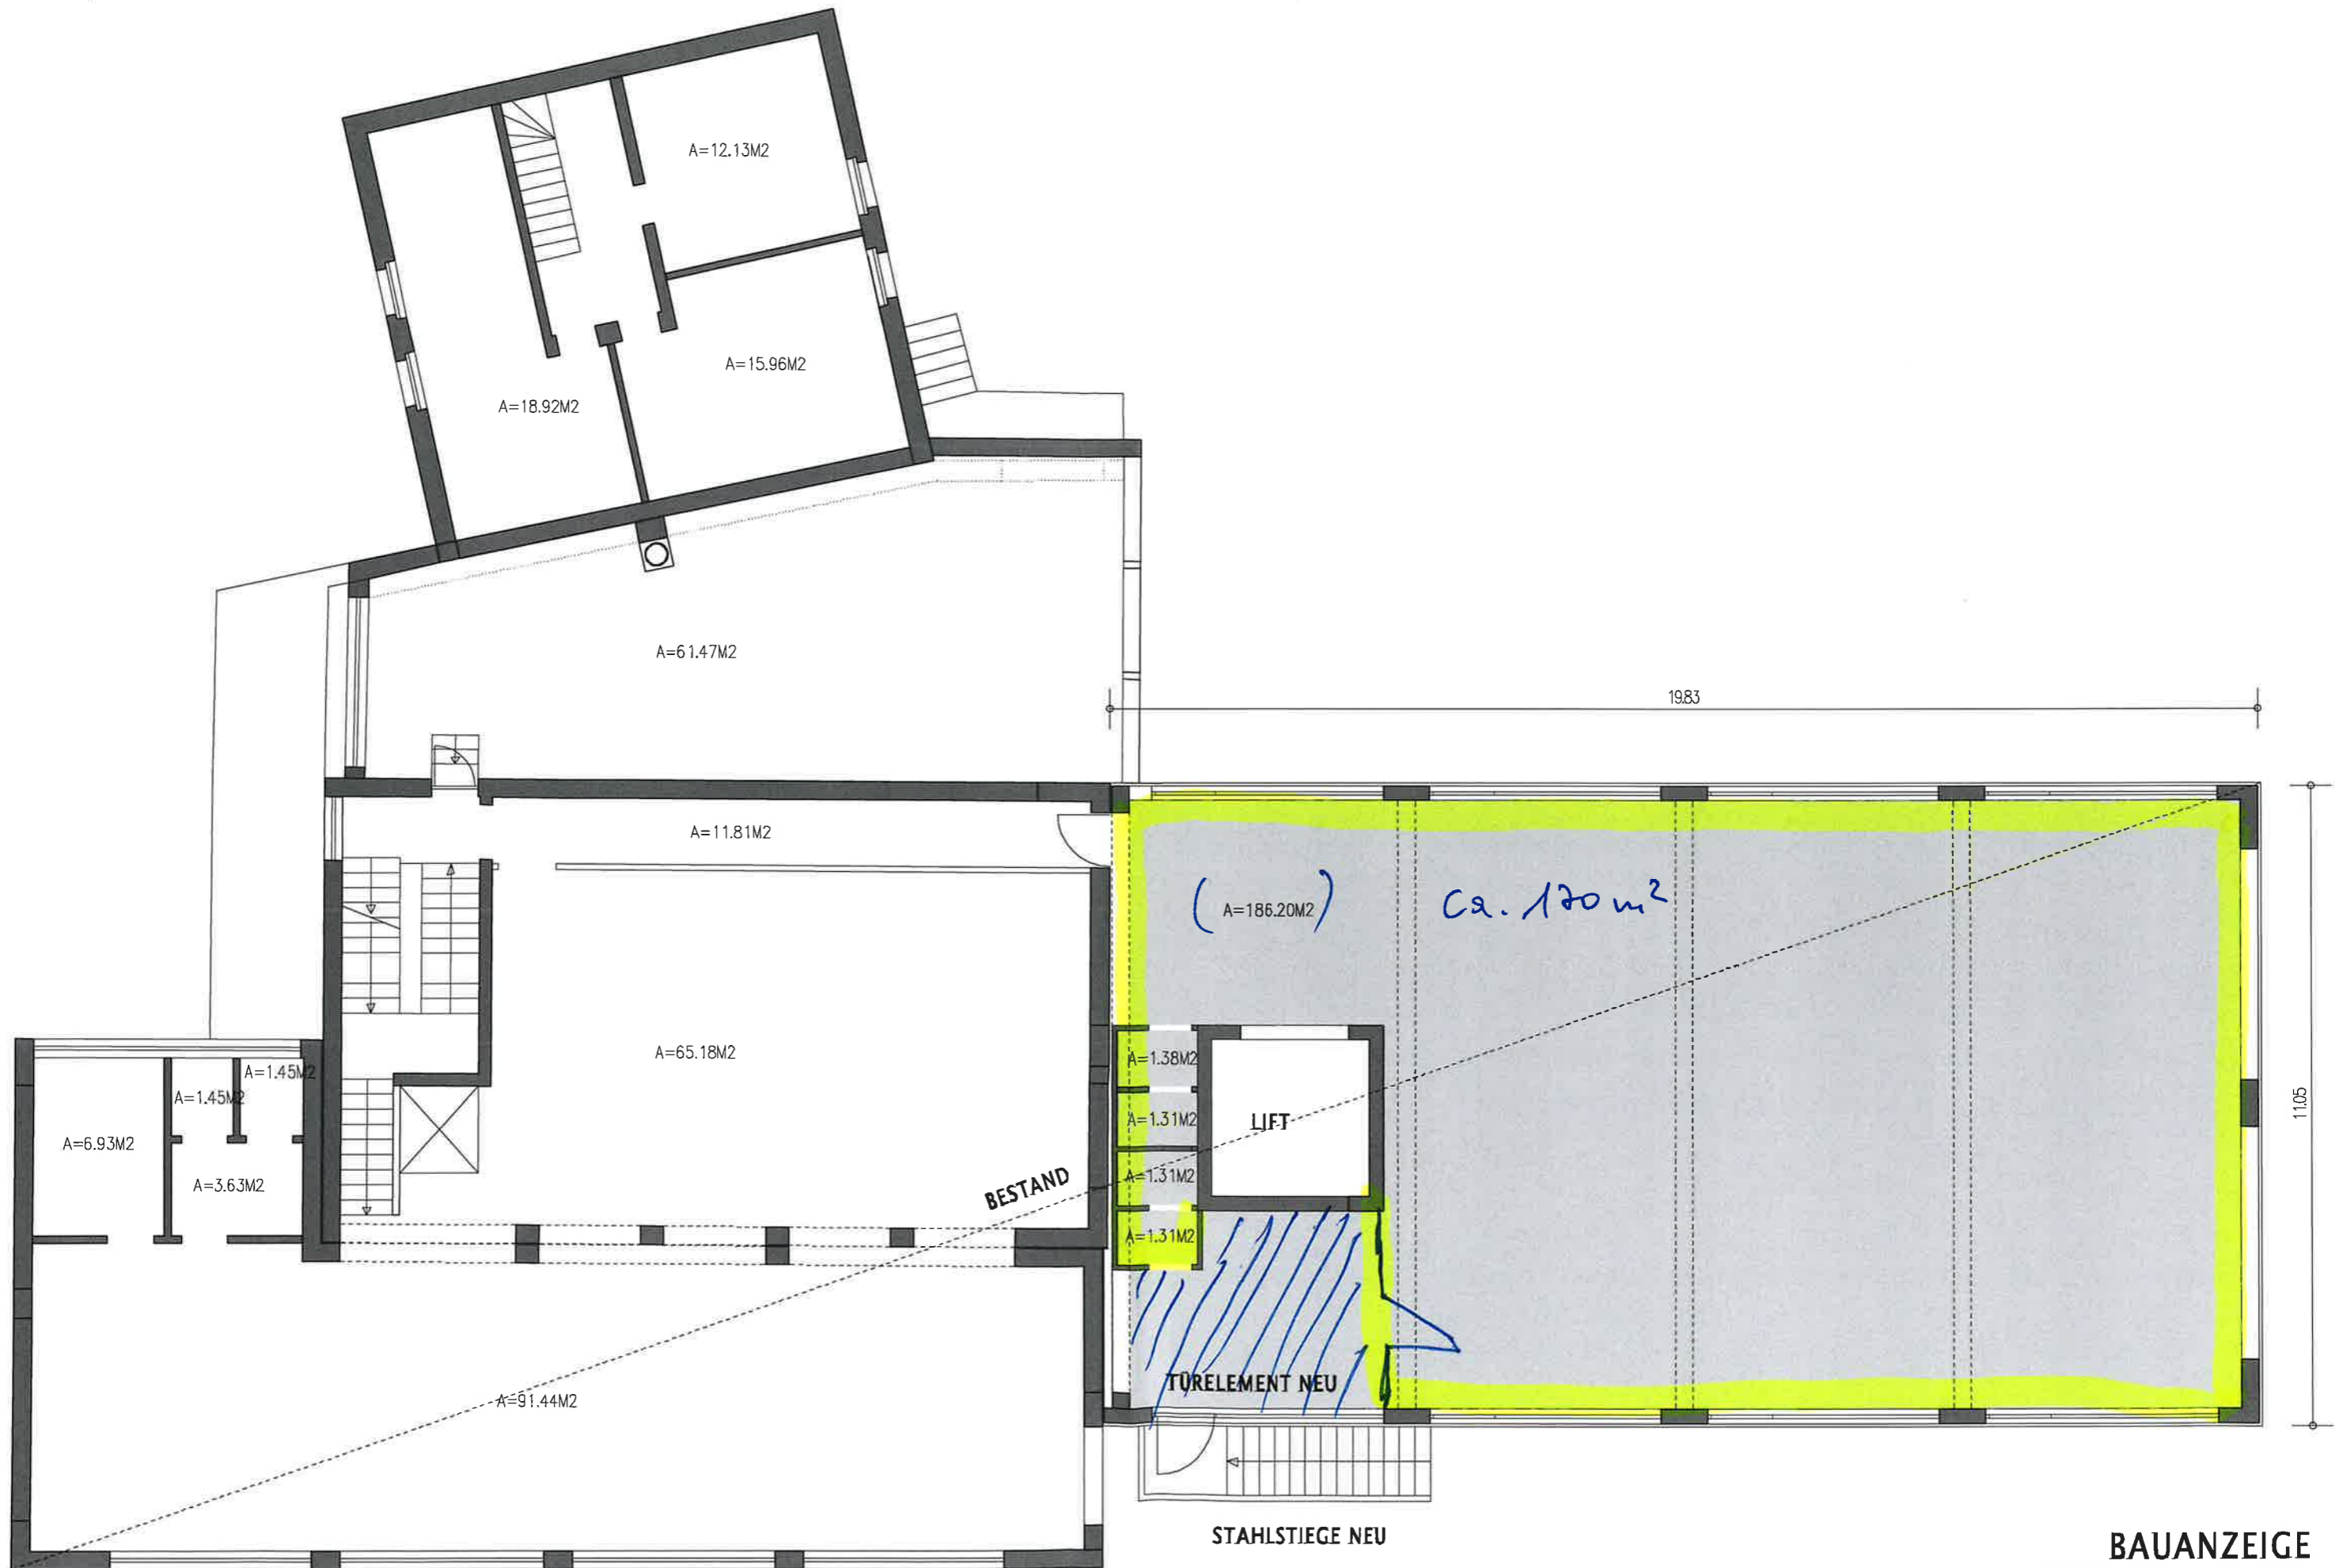 A=12.13M2
A=15.96M2
A=18.92M2
A=61.47M2
19.83
A=11.81M2
(A=186.20M2)
Ca. 170 m²
11.05
A=65.18M2
A=1.38M2
A=1.45M2
A=1.45M2
A=1.31M2
LIFT
A=6.93M2
A=1.31M2
A=3.63M2
BESTAND
A=1.31M2
TÜRELEMENT NEU
A=91.44M2
STAHLSTIEGE NEU
BAUANZEIGE